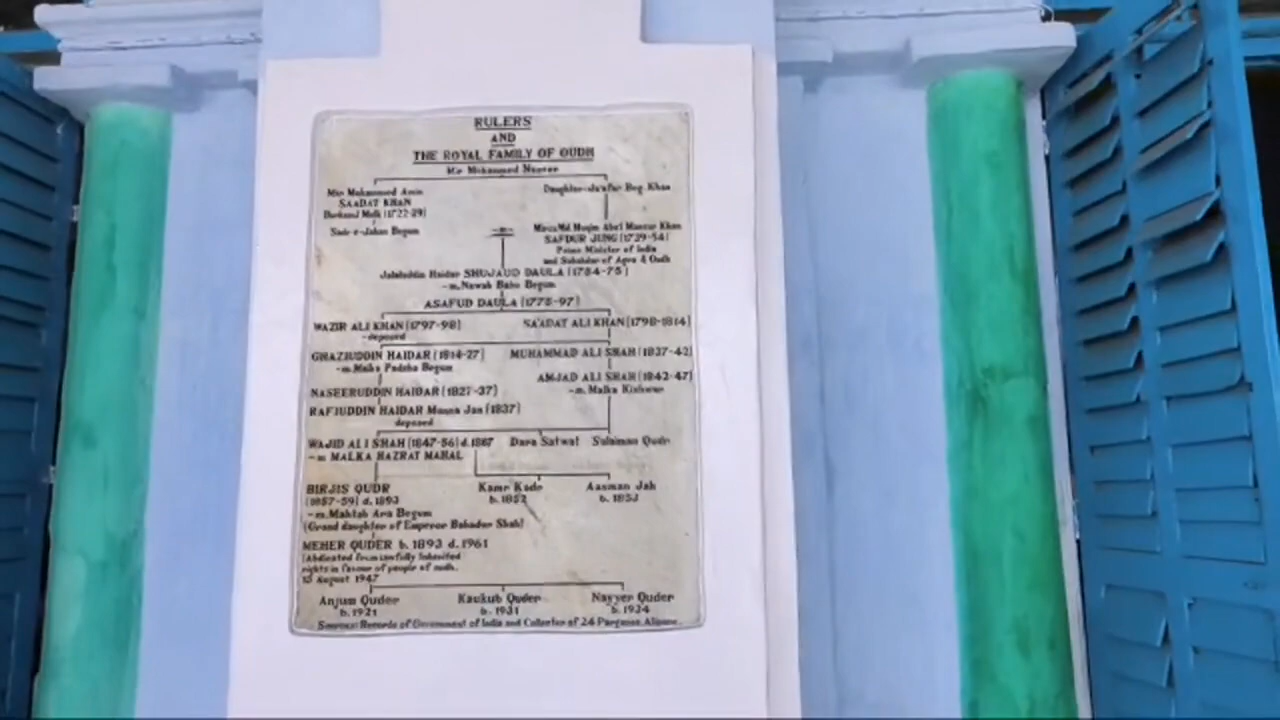 RULERS
AND
THE ROYAL FAMILY OF OUDH
Mir Mohammed Naseer
Mir Mohammed Amin
SAADAT KHAN
Burhanul Mulk (1722-39)
Sadr-e-Jahan Begum
Daughter-Jaafar Beg Khan
Mirza Md Muqim Abul Mansur Khan
SAFDUR JUNG (1739-54)
Prime Minister of India
and Subahdar of Agra & Oudh
Jalaluddin Haidar SHUJAUD DAULA (1754-75)
-m. Nawab Bahu Begum
ASAFUD DAULA (1775-97)
WAZIR ALI KHAN (1797-98)
-deposed
SA'ADAT ALI KHAN (1798-1814)
GHAZIUDDIN HAIDAR (1814-27)
-m. Malka Padsha Begum
MUHAMMAD ALI SHAH (1837-42)
AMJAD ALI SHAH (1842-47)
-m. Malka Kishwar
NASEERUDDIN HAIDAR (1827-37)
RAFIUDDIN HAIDAR Moona Jan (1837)
deposed
WAJID ALI SHAH (1847-56) d. 1887
-m MALKA HAZRAT MAHAL
Dara Satwat
Sulaiman Qudr
BIRJIS QUDR
(1857-59) d. 1893
-m. Mahtab Ara Begum
(Grand daughter of Emperor Bahadur Shah)
Kamr Kadr
b. 1852
Aasman Jah
b. 1853
MEHER QUDER b. 1893 d. 1961
(Abdicated from lawfully inherited
rights in favour of people of oudh.
15 August 1947
Anjum Quder
b. 1921
Kaukub Quder
b. 1931
Nayyer Quder
b. 1934
Sources: Records of Government of India and Collector of 24 Parganas Alipore.